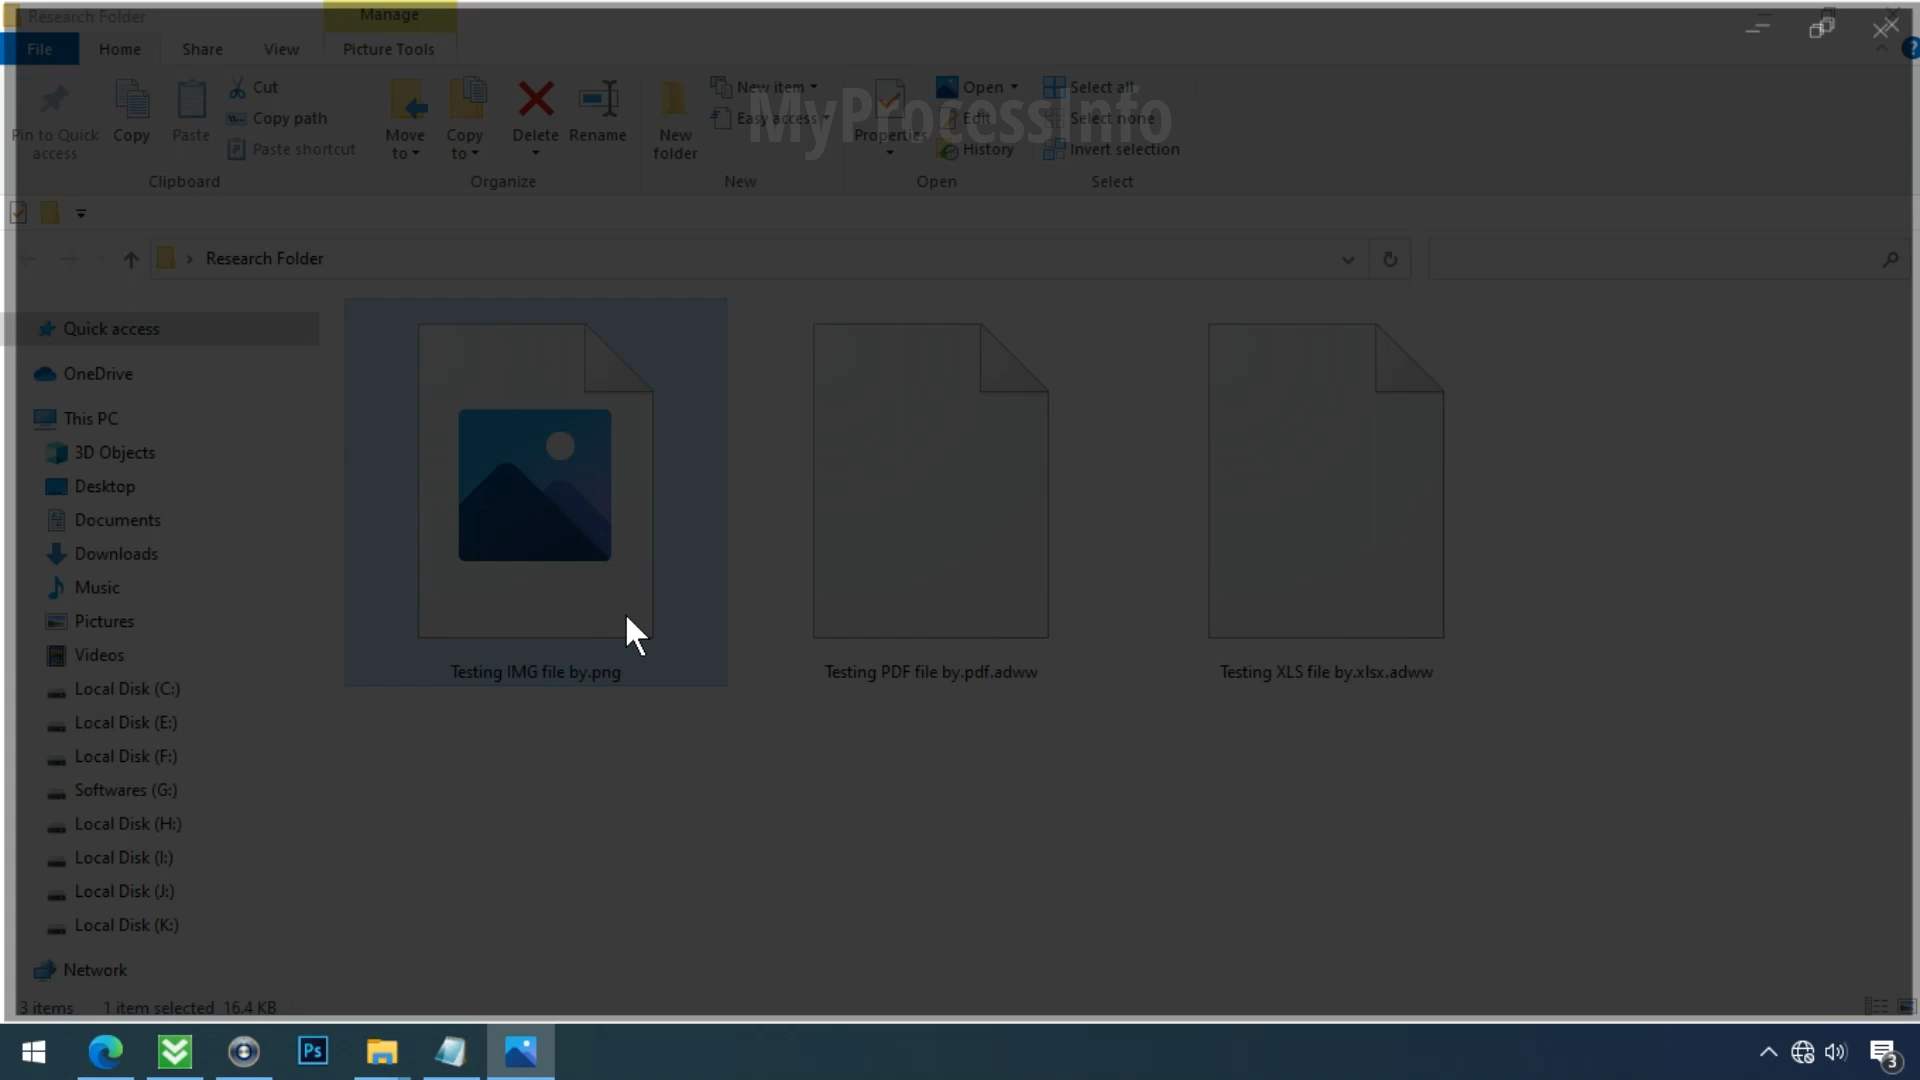 Research Folder
Manage
File
Home
Share
View
Picture Tools
Pin to Quick
access
Copy
Paste
Cut
Copy path
Paste shortcut
Clipboard
Move
to
Copy
to
Delete
Rename
Organize
New
folder
New item
Easy access
New
MyProcessInfo
Properties
Open
Edit
History
Open
Select all
Select none
Invert selection
Select
Research Folder
Quick access
OneDrive
This PC
3D Objects
Desktop
Documents
Downloads
Music
Pictures
Videos
Local Disk (C:)
Local Disk (E:)
Local Disk (F:)
Softwares (G:)
Local Disk (H:)
Local Disk (I:)
Local Disk (J:)
Local Disk (K:)
Network
Testing IMG file by.png
Testing PDF file by.pdf.adww
Testing XLS file by.xlsx.adww
3 items 1 item selected 16.4 KB
Ps
3